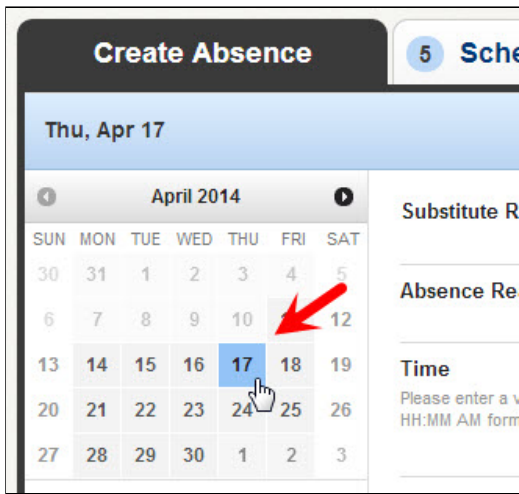 Create Absence
5 Sche
Thu, Apr 17
April 2014
SUN MON TUE WED THU FRI SAT
30 31 1 2 3 4 5
6 7 8 9 10 12
13 14 15 16 17 18 19
20 21 22 23 24 25 26
27 28 29 30 1 2 3
Substitute R
Absence Re
Time
Please enter a v
HH:MM AM form